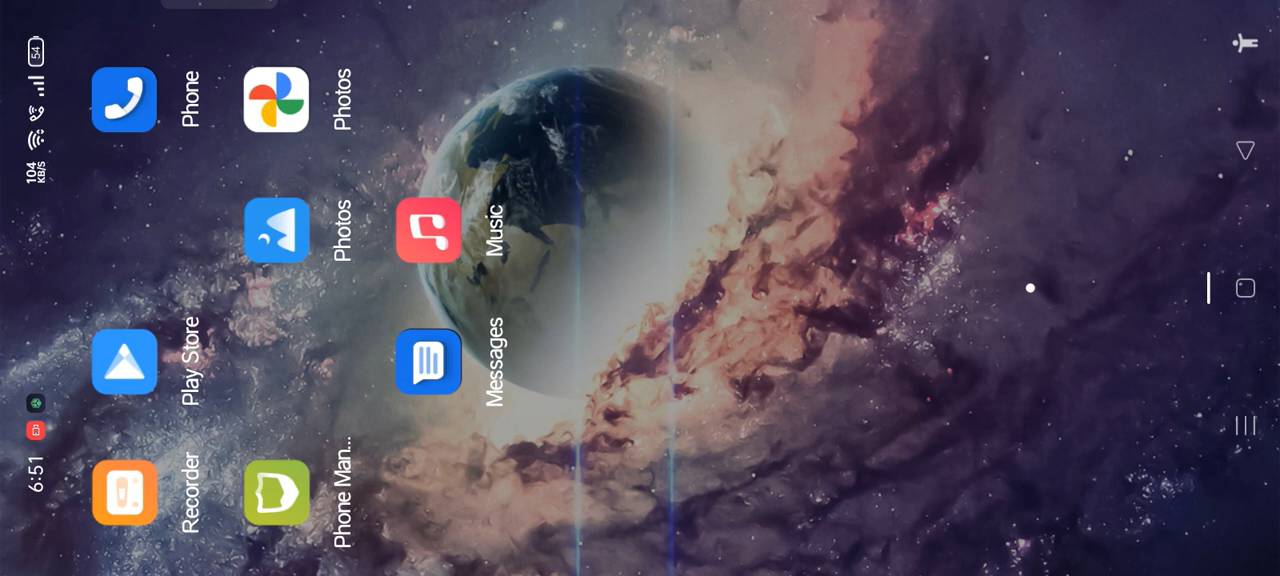 6:51 104 KB/s 54
Recorder Play Store Phone
Phone Man... Photos Photos
Messages Music